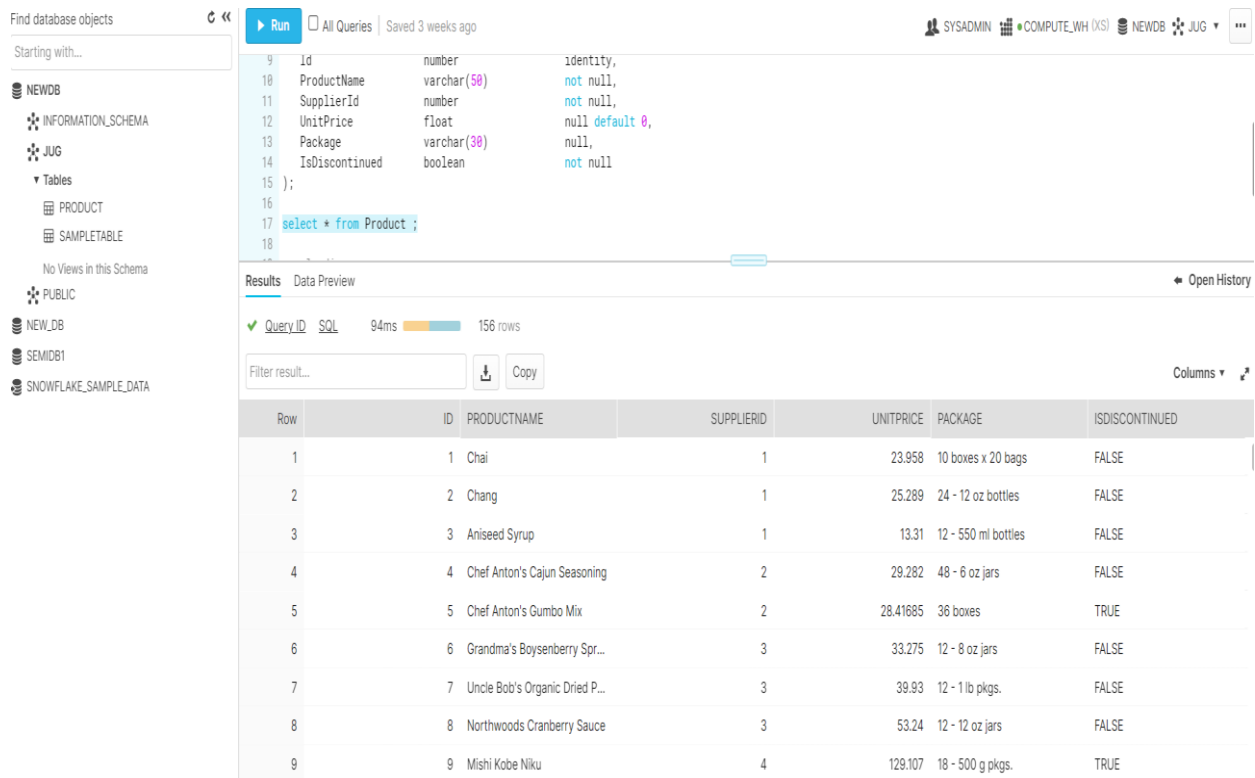 Find database objects
Starting with...
NEWDB
INFORMATION_SCHEMA
JUG
Tables
PRODUCT
SAMPLETABLE
No Views in this Schema
PUBLIC
NEW_DB
SEMIDB1
SNOWFLAKE_SAMPLE_DATA
Run All Queries Saved 3 weeks ago SYSADMIN COMPUTE_WH (XS) NEWDB JUG ...
9 Id number identity,
10 ProductName varchar(50) not null,
11 SupplierId number not null,
12 UnitPrice float null default 0,
13 Package varchar(30) null,
14 IsDiscontinued boolean not null
15 );
16
17 select * from Product ;
18
Results Data Preview Open History
Query ID SQL 94ms 156 rows
Filter result... Copy Columns
Row ID PRODUCTNAME SUPPLIERID UNITPRICE PACKAGE ISDISCONTINUED
1 1 Chai 1 23.958 10 boxes x 20 bags FALSE
2 2 Chang 1 25.289 24 - 12 oz bottles FALSE
3 3 Aniseed Syrup 1 13.31 12 - 550 ml bottles FALSE
4 4 Chef Anton's Cajun Seasoning 2 29.282 48 - 6 oz jars FALSE
5 5 Chef Anton's Gumbo Mix 2 28.41685 36 boxes TRUE
6 6 Grandma's Boysenberry Spr... 3 33.275 12 - 8 oz jars FALSE
7 7 Uncle Bob's Organic Dried P... 3 39.93 12 - 1 lb pkgs. FALSE
8 8 Northwoods Cranberry Sauce 3 53.24 12 - 12 oz jars FALSE
9 9 Mishi Kobe Niku 4 129.107 18 - 500 g pkgs. TRUE